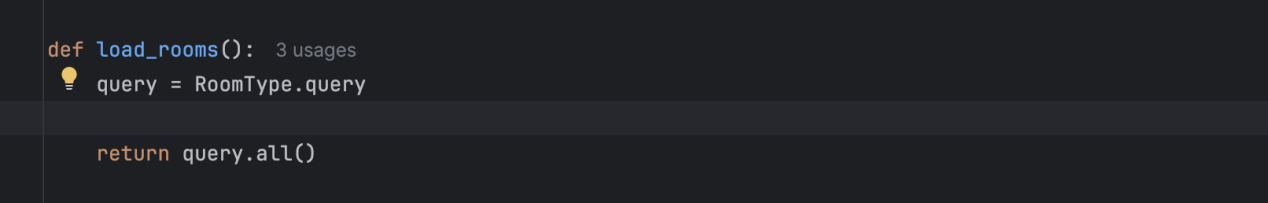 def load_rooms(): 3 usages
query = RoomType.query
return query.all()